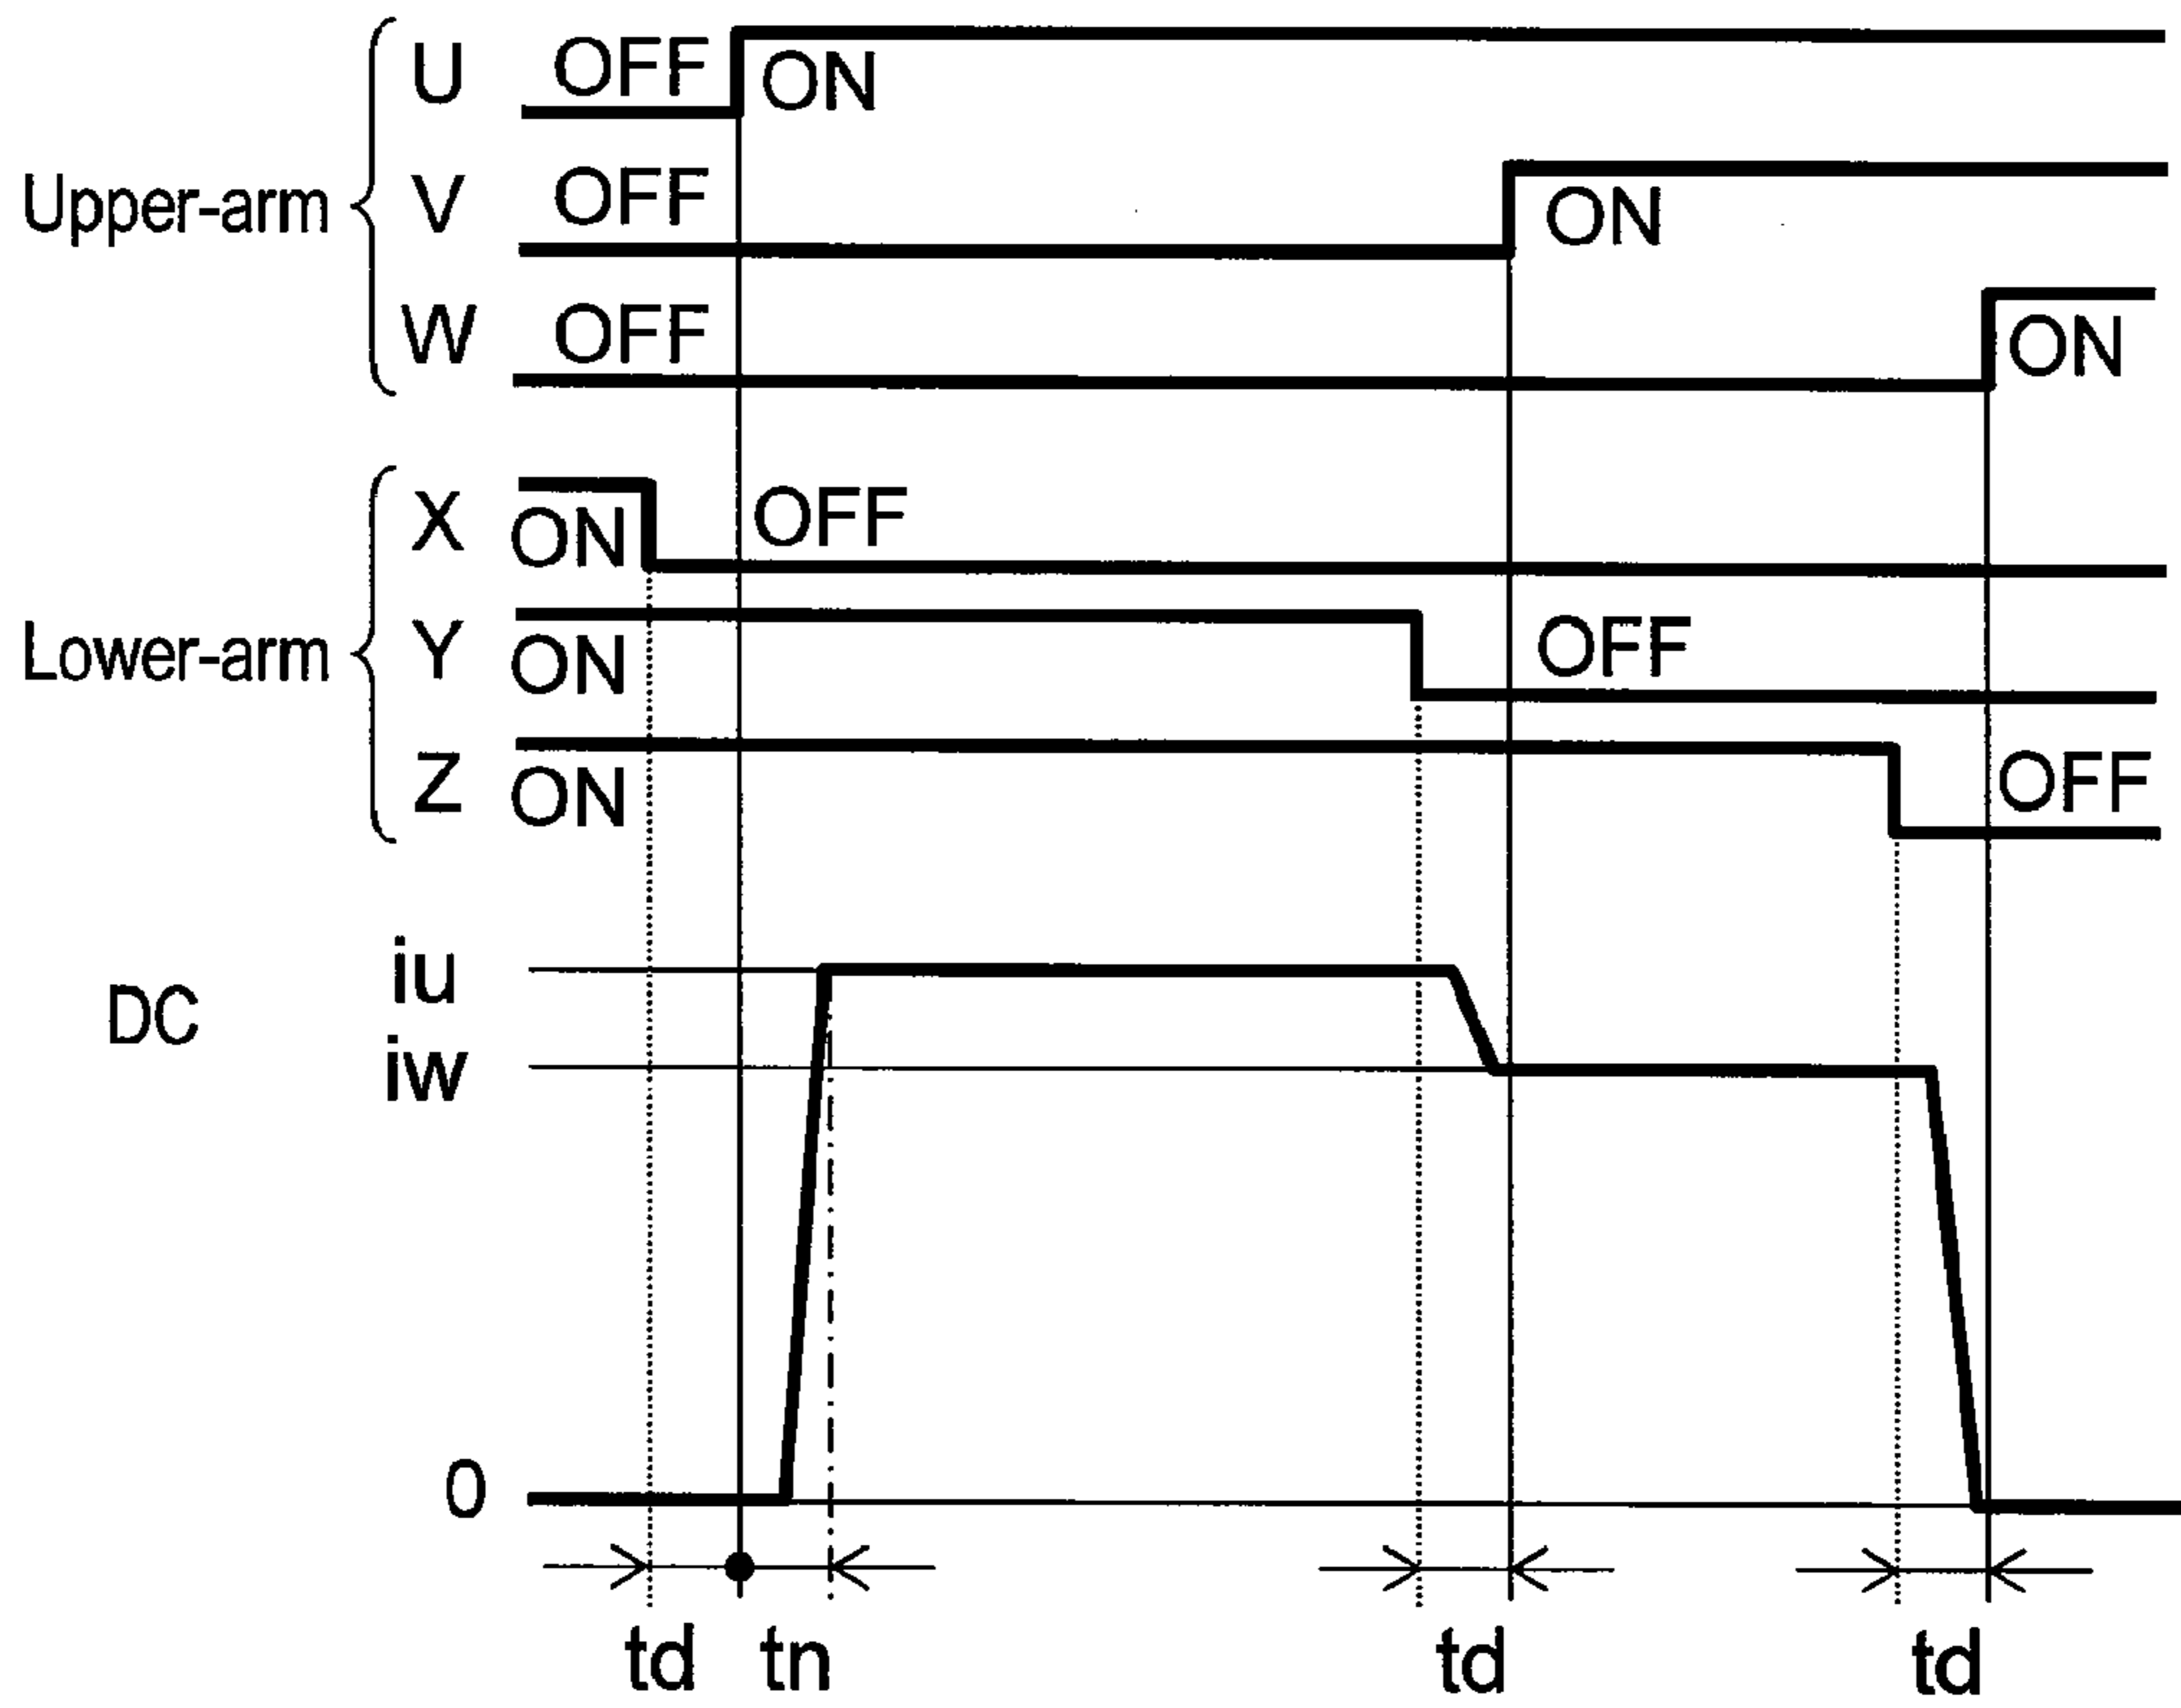 U OFF ON
Upper-arm V OFF ON
W OFF ON
X ON OFF
Lower-arm Y ON OFF
Z ON OFF
iu
DC
iw
0
td tn td td